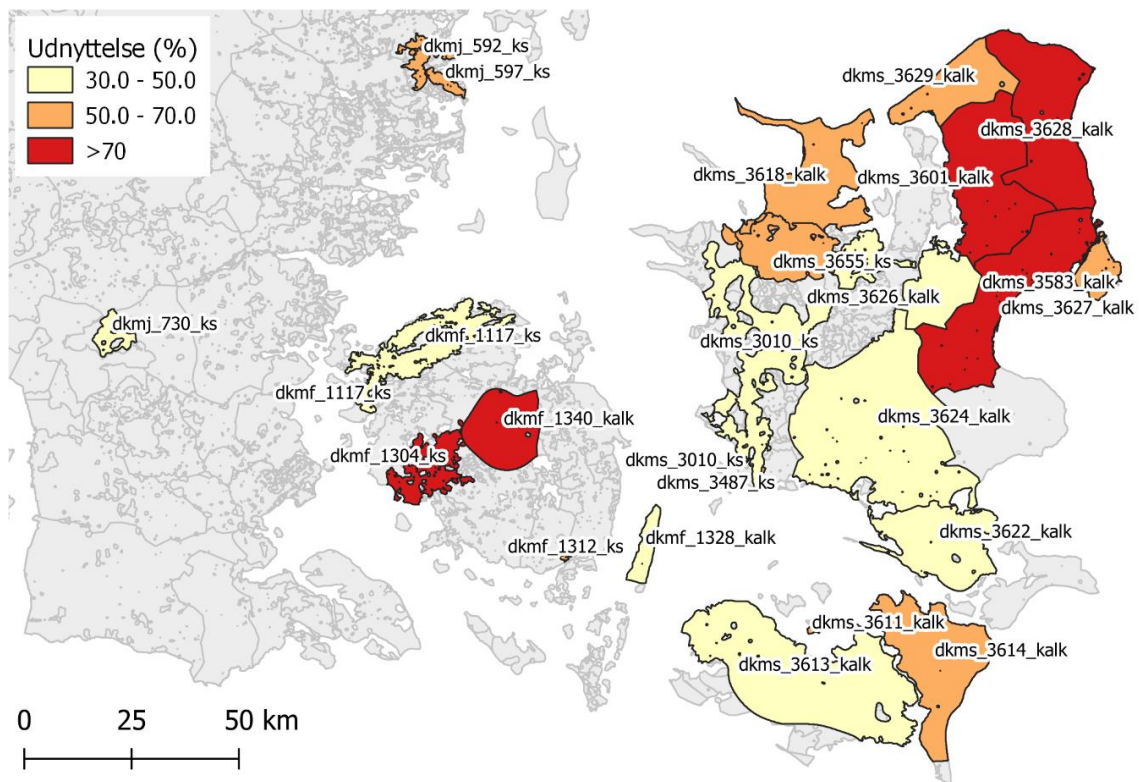 Udnyttelse (%)
30.0 - 50.0
50.0 - 70.0
>70
dkmj_592_ks
dkmj_597_ks
dkms_3629_kalk
dkms_3628_kalk
dkms_3618_kalk
dkms_3601_kalk
dkms_3655_ks
dkms_3583_kalk
dkms_3626_kalk
dkms_3627_kalk
dkmj_730_ks
dkmf_1117_ks
dkms_3010_ks
dkmf_1117_ks
dkmf_1340_kalk
dkms_3624_kalk
dkmf_1304_ks
dkms_3010_ks
dkms_3487_ks
dkmf_1312_ks
dkmf_1328_kalk
dkms_3622_kalk
dkms_3611_kalk
dkms_3614_kalk
dkms_3613_kalk
0 25 50 km